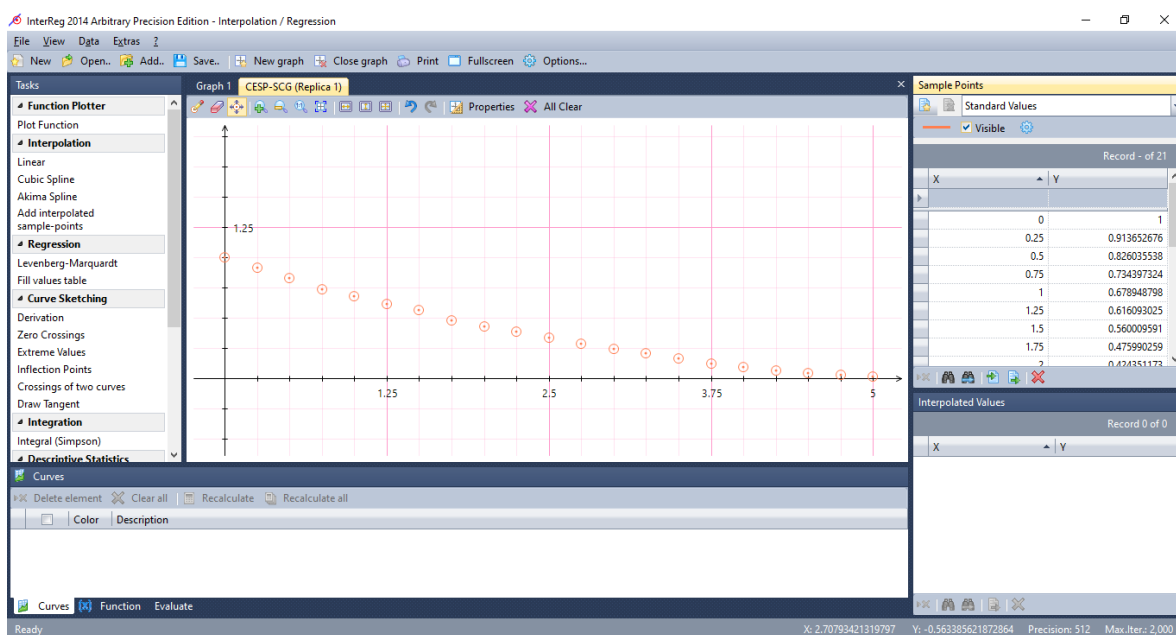 InterReg 2014 Arbitrary Precision Edition - Interpolation / Regression
File View Data Extras ?
New Open.. Add.. Save.. New graph Close graph Print Fullscreen Options...
Tasks
Function Plotter
Plot Function
Interpolation
Linear
Cubic Spline
Akima Spline
Add interpolated
sample-points
Regression
Levenberg-Marquardt
Fill values table
Curve Sketching
Derivation
Zero Crossings
Extreme Values
Inflection Points
Crossings of two curves
Draw Tangent
Integration
Integral (Simpson)
Descriptive Statistics
Graph 1 CESP-SCG (Replica 1)
Properties All Clear
1.25
1.25 2.5 3.75 5
Sample Points
Standard Values
Visible
Record - of 21
X Y
0 1
0.25 0.913652676
0.5 0.826035538
0.75 0.734397324
1 0.678948798
1.25 0.616093025
1.5 0.560009591
1.75 0.475990259
2 0.424351173
Interpolated Values
Record 0 of 0
X Y
Curves
Delete element Clear all Recalculate Recalculate all
Color Description
Curves {x} Function Evaluate
Ready X: 2.70793421319797 Y: -0.563385621872864 Precision: 512 Max.Iter.: 2,000